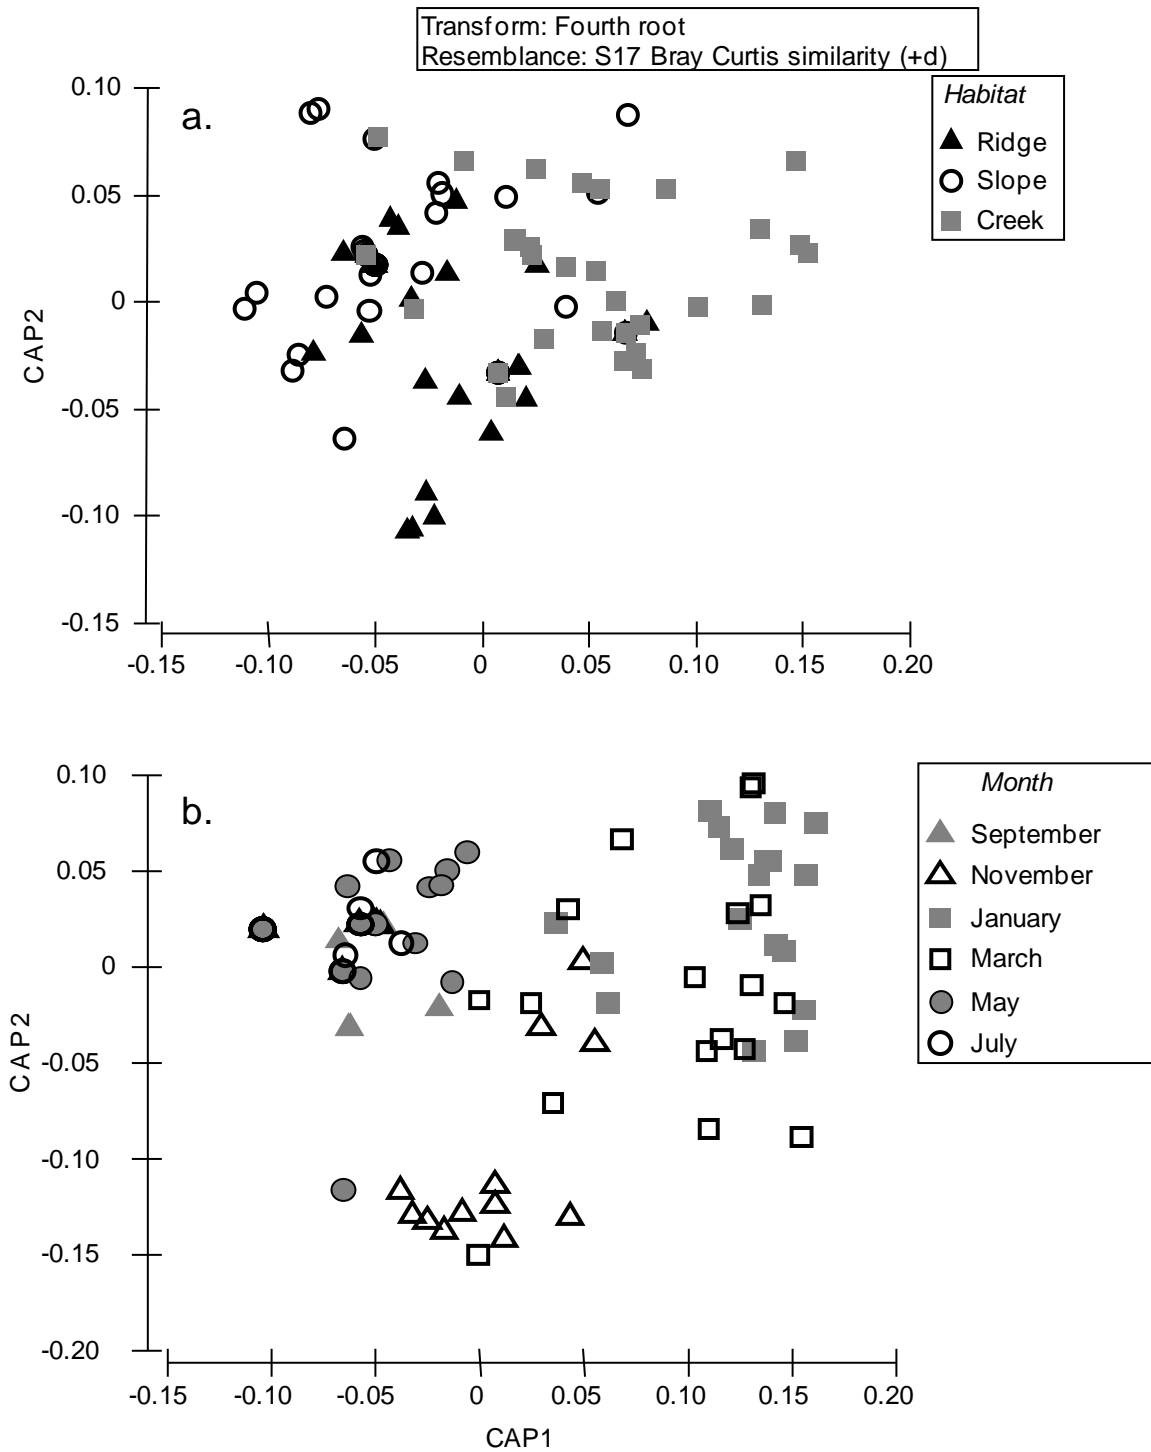 Transform: Fourth root
Resemblance: S17 Bray Curtis similarity (+d)
a.
Habitat
Ridge
Slope
Creek
0.10
0.05
0
-0.05
-0.10
-0.15
CAP2
-0.15 -0.10 -0.05 0 0.05 0.10 0.15 0.20
b.
Month
September
November
January
March
May
July
0.10
0.05
0
-0.05
-0.10
-0.15
-0.20
CAP2
-0.15 -0.10 -0.05 0 0.05 0.10 0.15 0.20
CAP1